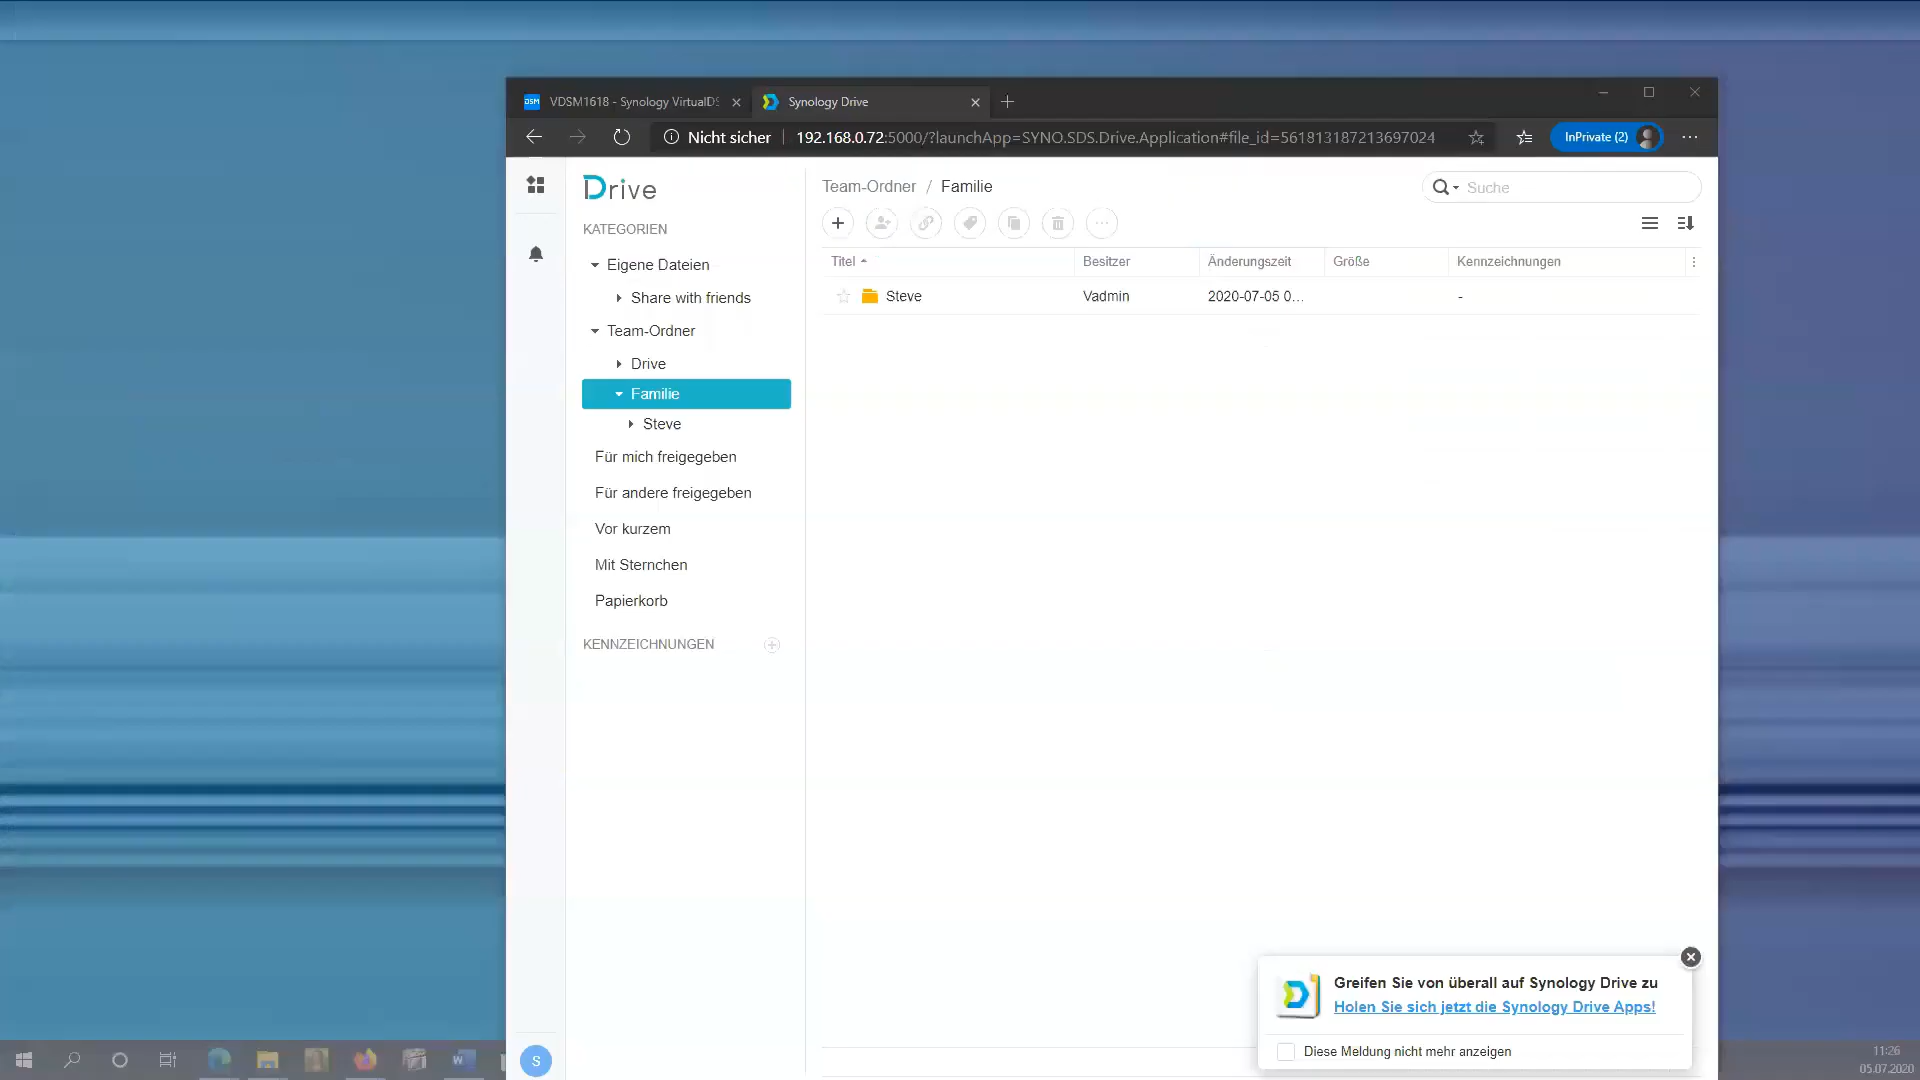 VDSM1618 - Synology VirtualDS
Synology Drive
Nicht sicher
192.168.0.72:5000/?launchApp=SYNO.SDS.Drive.Application#file_id=561813187213697024
InPrivate (2)
Drive
Team-Ordner / Familie
Suche
KATEGORIEN
Eigene Dateien
Share with friends
Team-Ordner
Drive
Familie
Steve
Für mich freigegeben
Für andere freigegeben
Vor kurzem
Mit Sternchen
Papierkorb
KENNZEICHNUNGEN
Titel Besitzer Änderungszeit Größe Kennzeichnungen
Steve Vadmin 2020-07-05 0... -
Greifen Sie von überall auf Synology Drive zu
Holen Sie sich jetzt die Synology Drive Apps!
Diese Meldung nicht mehr anzeigen
S
11:26
05.07.2020